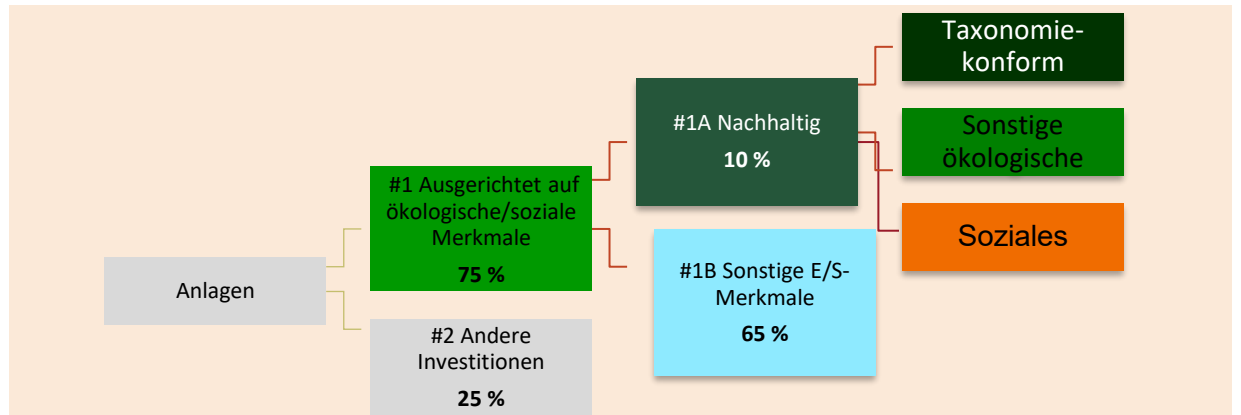 Anlagen
#1 Ausgerichtet auf
ökologische/soziale
Merkmale
75 %
#2 Andere
Investitionen
25 %
#1A Nachhaltig
10 %
#1B Sonstige E/S-
Merkmale
65 %
Taxonomie-
konform
Sonstige
ökologische
Soziales